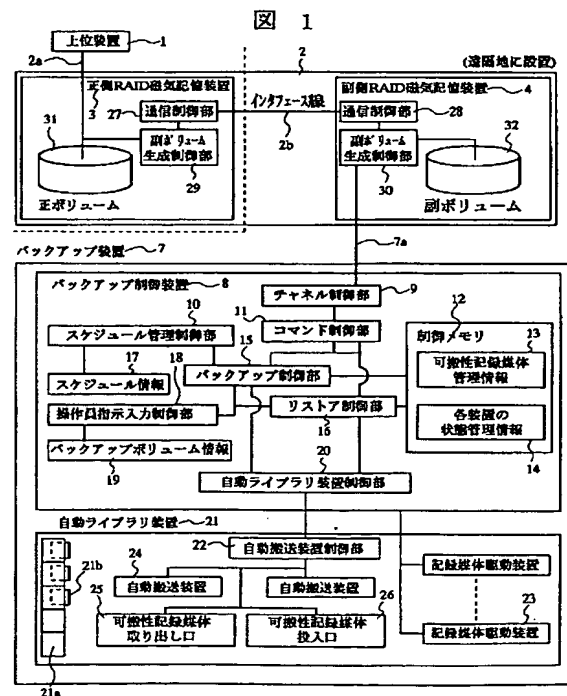 図 1
上位装置 1
2a
2 (遠隔地に設置)
正側RAID磁気記憶装置
3
副側RAID磁気記憶装置 4
31 27 通信制御部
インタフェース線
2b
通信制御部 28
32
副ボリューム
生成制御部
29
正ボリューム
副ボリューム
生成制御部
30
副ボリューム
7a
バックアップ装置 7
バックアップ制御装置 8
チャネル制御部 9
10
スケジュール管理制御部
11
コマンド制御部
12
制御メモリ 13
可搬性記録媒体
管理情報
15
バックアップ制御部
17
スケジュール情報
18
操作員指示入力制御部
リストア制御部
16
各装置の
状態管理情報
14
バックアップボリューム情報
19
20
自動ライブラリ装置制御部
自動ライブラリ装置 21
22
自動搬送装置制御部
21b
24
自動搬送装置
自動搬送装置
記録媒体駆動装置
25
可搬性記録媒体
取り出し口
26
可搬性記録媒体
投入口
23
記録媒体駆動装置
21a